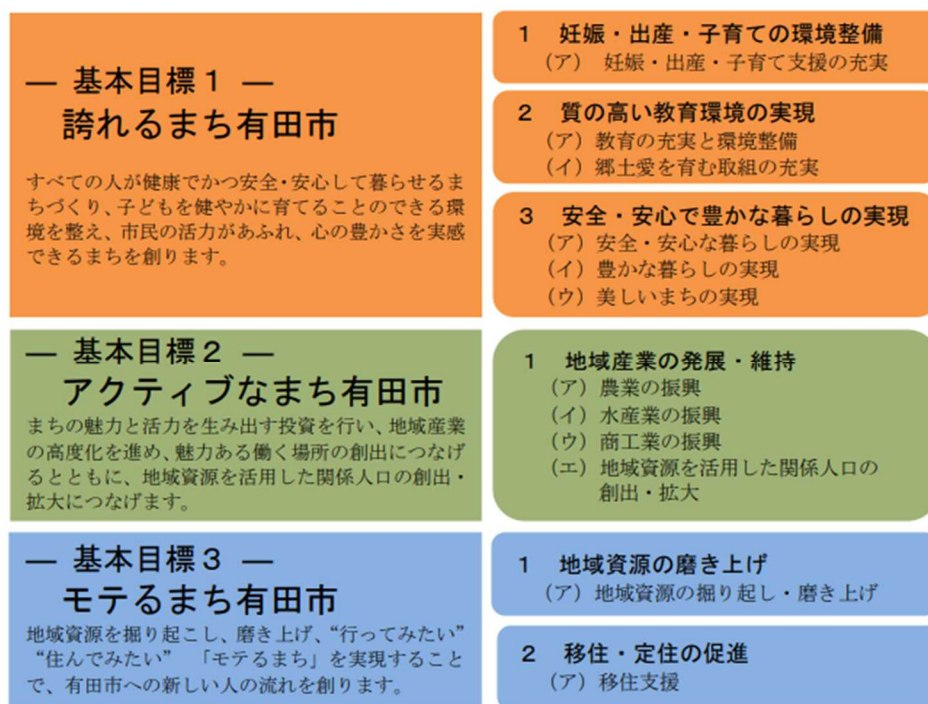 ― 基本目標１ ―
誇れるまち有田市
すべての人が健康でかつ安全・安心して暮らせるま
ちづくり、子どもを健やかに育てることのできる環
境を整え、市民の活力があふれ、心の豊かさを実感
できるまちを創ります。
1 妊娠・出産・子育ての環境整備
（ア） 妊娠・出産・子育て支援の充実
2 質の高い教育環境の実現
（ア）教育の充実と環境整備
（イ）郷土愛を育む取組の充実
3 安全・安心で豊かな暮らしの実現
（ア）安全・安心な暮らしの実現
（イ）豊かな暮らしの実現
（ウ）美しいまちの実現
― 基本目標２ ―
アクティブなまち有田市
まちの魅力と活力を生み出す投資を行い、地域産業
の高度化を進め、魅力ある働く場所の創出につなげ
るとともに、地域資源を活用した関係人口の創出・
拡大につなげます。
1 地域産業の発展・維持
（ア）農業の振興
（イ）水産業の振興
（ウ）商工業の振興
（エ）地域資源を活用した関係人口の
創出・拡大
― 基本目標３ ―
モテるまち有田市
地域資源を掘り起こし、磨き上げ、“行ってみたい”
“住んでみたい” 「モテるまち」を実現すること
で、有田市への新しい人の流れを創ります。
1 地域資源の磨き上げ
（ア）地域資源の掘り起し・磨き上げ
2 移住・定住の促進
（ア）移住支援